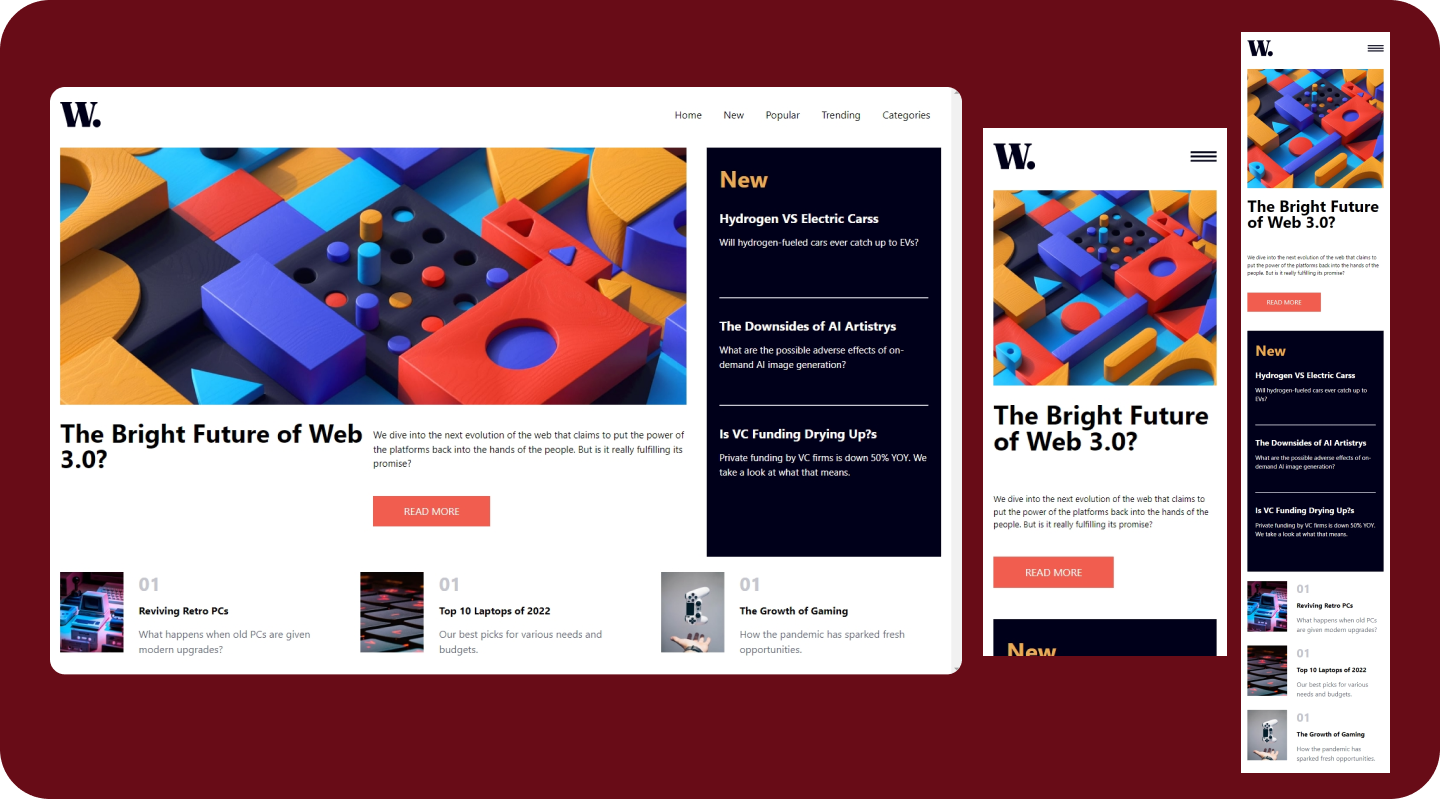 W.
Home New Popular Trending Categories
New
Hydrogen VS Electric Carss
Will hydrogen-fueled cars ever catch up to EVs?
The Downsides of AI Artistrys
What are the possible adverse effects of on-
demand AI image generation?
Is VC Funding Drying Up?s
Private funding by VC firms is down 50% YOY. We
take a look at what that means.
The Bright Future of Web
3.0?
We dive into the next evolution of the web that claims to put the power of
the platforms back into the hands of the people. But is it really fulfilling its
promise?
READ MORE
01
Reviving Retro PCs
What happens when old PCs are given
modern upgrades?
01
Top 10 Laptops of 2022
Our best picks for various needs and
budgets.
01
The Growth of Gaming
How the pandemic has sparked fresh
opportunities.
W.
The Bright Future
of Web 3.0?
We dive into the next evolution of the web that claims to
put the power of the platforms back into the hands of the
people. But is it really fulfilling its promise?
READ MORE
New
W.
The Bright Future
of Web 3.0?
We dive into the next evolution of the web that claims to
put the power of the platforms back into the hands of the
people. But is it really fulfilling its promise?
READ MORE
New
Hydrogen VS Electric Carss
Will hydrogen-fueled cars ever catch up to
EVs?
The Downsides of AI Artistrys
What are the possible adverse effects of on-
demand AI image generation?
Is VC Funding Drying Up?s
Private funding by VC firms is down 50% YOY.
We take a look at what that means.
01
Reviving Retro PCs
What happens when old PCs
are given modern upgrades?
01
Top 10 Laptops of 2022
Our best picks for various
needs and budgets.
01
The Growth of Gaming
How the pandemic has
sparked fresh opportunities.